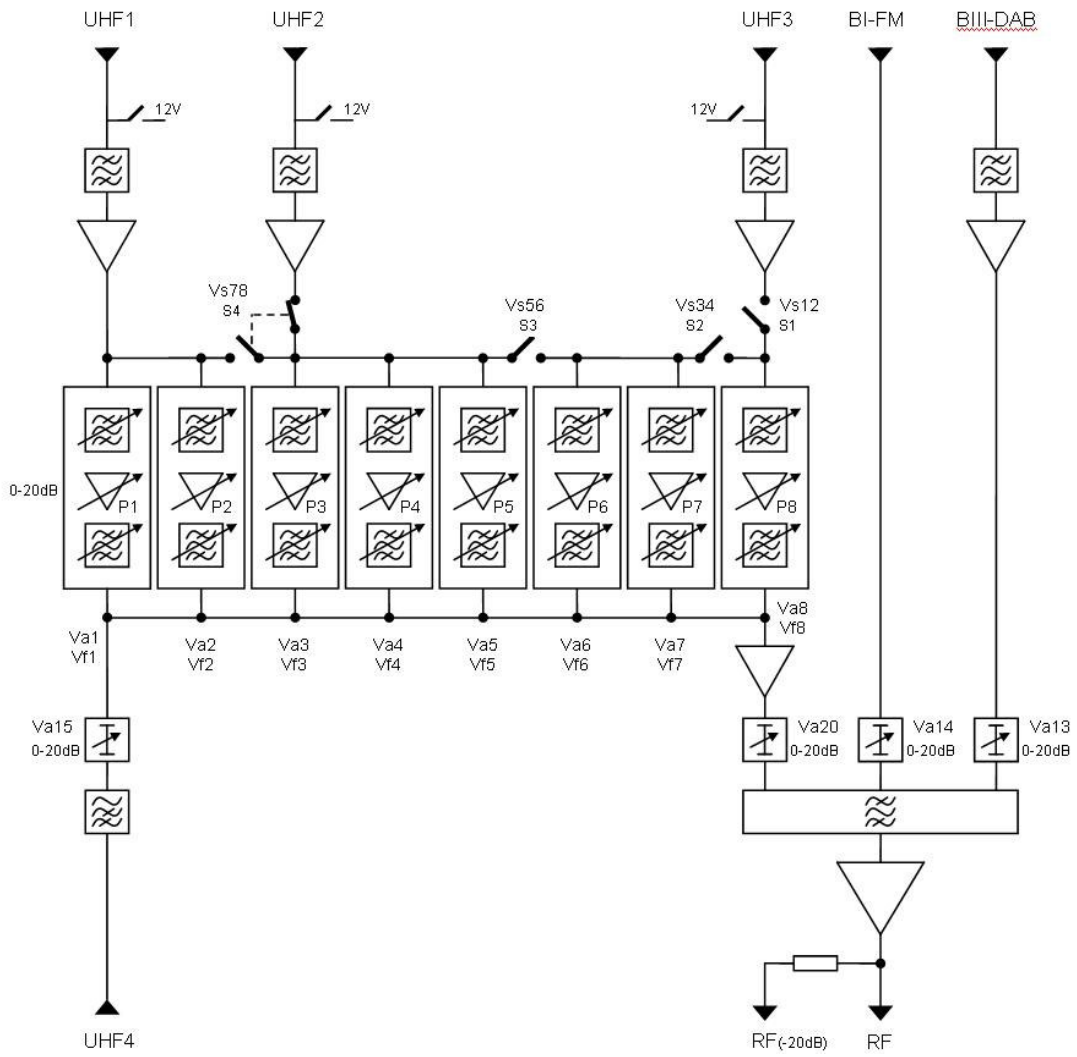 UHF1 UHF2 UHF3 BI-FM BIII-DAB
12V 12V 12V
Vs78
S4
Vs56
S3
Vs34
S2
Vs12
S1
0-20dB
P1 P2 P3 P4 P5 P6 P7 P8
Va1
Vf1
Va2
Vf2
Va3
Vf3
Va4
Vf4
Va5
Vf5
Va6
Vf6
Va7
Vf7
Va8
Vf8
Va15
0-20dB
Va20
0-20dB
Va14
0-20dB
Va13
0-20dB
UHF4 RF(-20dB) RF